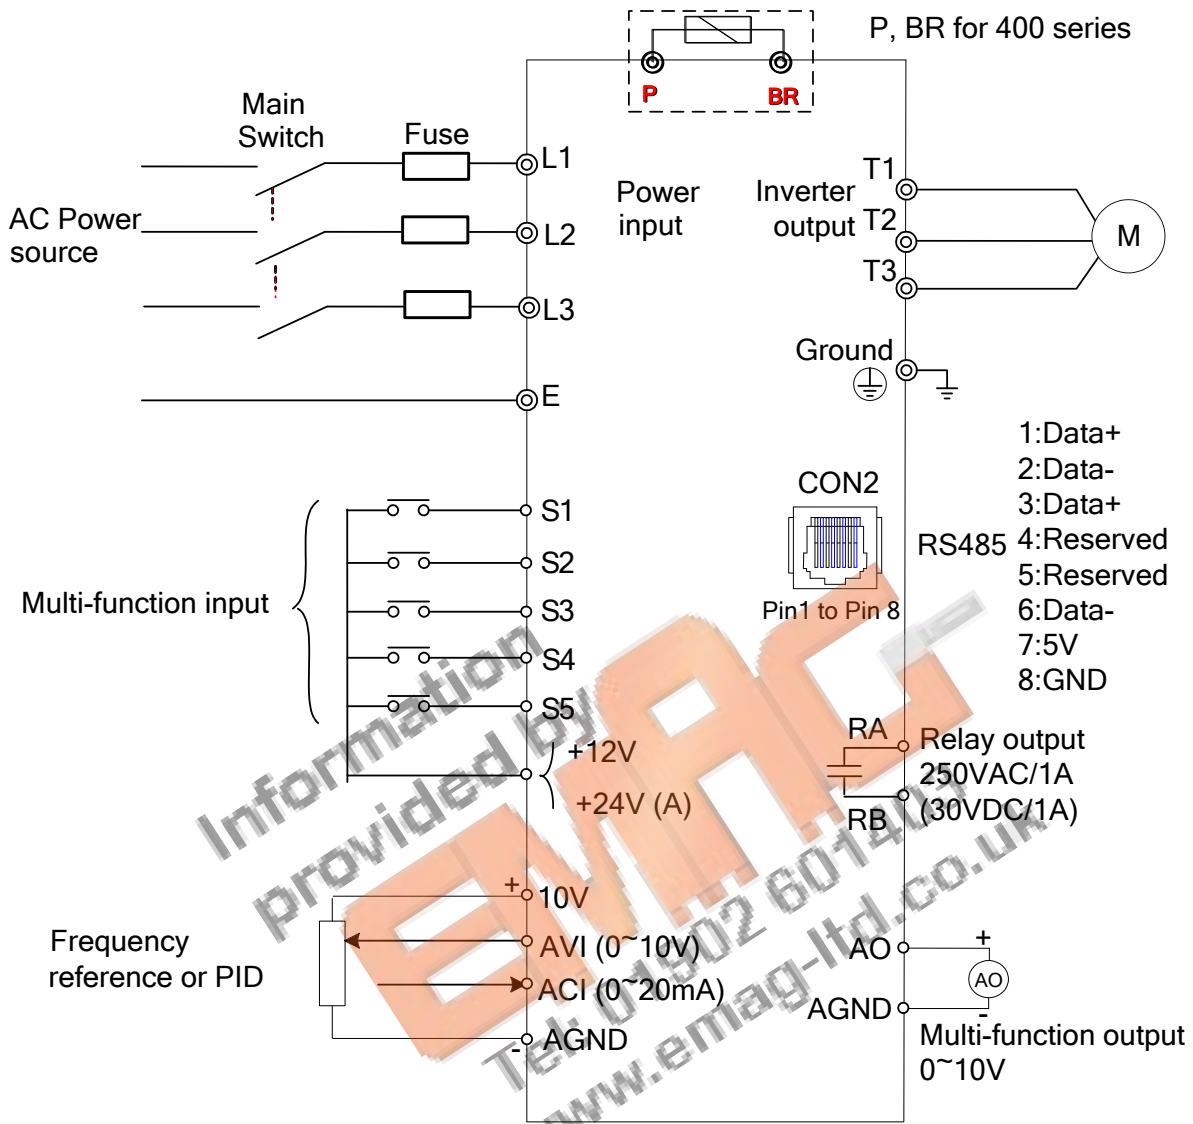 P, BR for 400 series
P
BR
Main
Switch
Fuse
L1
T1
Power
input
Inverter
output
AC Power
source
L2
T2
M
T3
L3
Ground
E
1:Data+
2:Data-
CON2
3:Data+
S1
RS485
4:Reserved
S2
5:Reserved
Multi-function input
S3
Pin1 to Pin 8
6:Data-
7:5V
S4
8:GND
S5
RA
Relay output
+12V
250VAC/1A
+24V (A)
RB
(30VDC/1A)
+
10V
Frequency
reference or PID
AVI (0~10V)
AO
+
AO
ACI (0~20mA)
AGND
-
-
AGND
Multi-function output
0~10V
Information
provided by
EMAG
Tel: 01902 601403
www.emag-ltd.co.uk